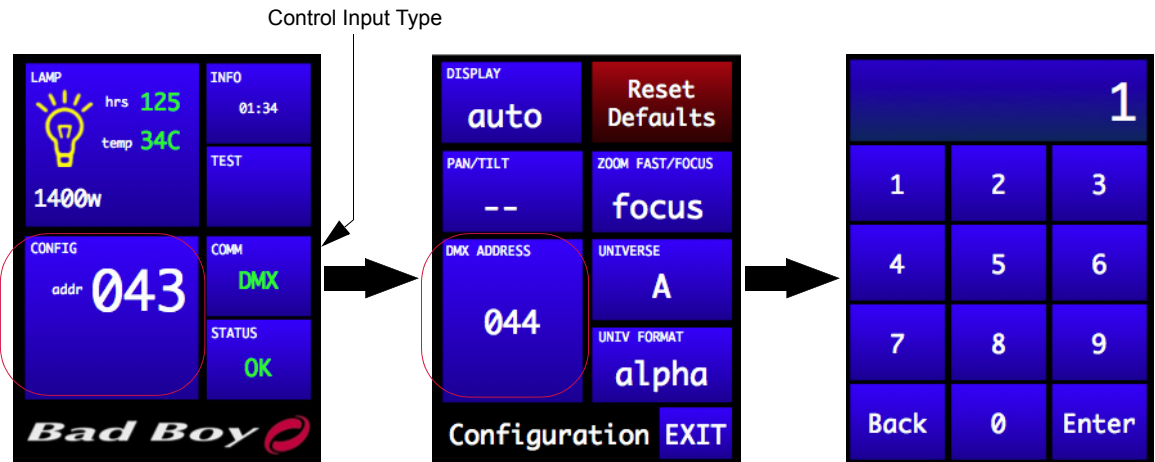 Control Input Type
LAMP
hrs 125
temp 34C
1400w
INFO
01:34
TEST
CONFIG
addr 043
COMM
DMX
STATUS
OK
Bad Boy
DISPLAY
auto
Reset
Defaults
PAN/TILT
--
ZOOM FAST/FOCUS
focus
DMX ADDRESS
044
UNIVERSE
A
UNIV FORMAT
alpha
Configuration EXIT
1
1 2 3
4 5 6
7 8 9
Back 0 Enter